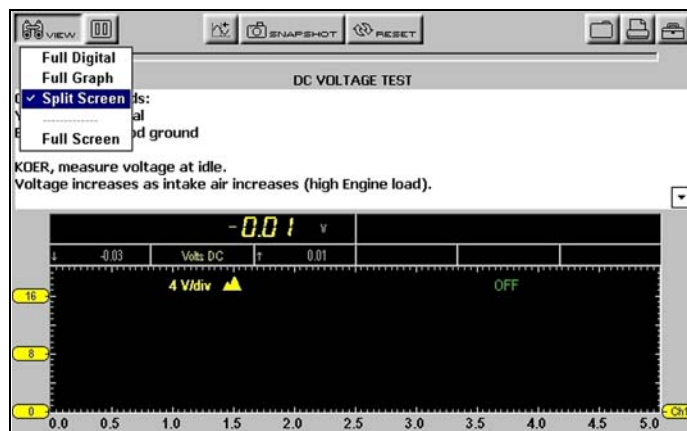 VIEW SNAPSHOT RESET
Full Digital
Full Graph
✓ Split Screen
Full Screen
DC VOLTAGE TEST
ds:
al
d ground
KOER, measure voltage at idle.
Voltage increases as intake air increases (high Engine load).
-0.01 V
↓ -0.03 Volts DC ↑ 0.01
4 V/div OFF
16
8
0 Ch1
0.0 0.5 1.0 1.5 2.0 2.5 3.0 3.5 4.0 4.5 5.0